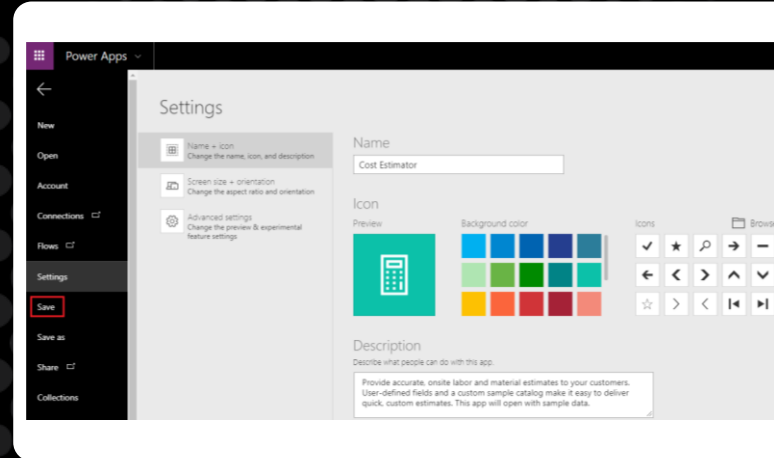 Power Apps
Settings
New
Open
Account
Connections
Flows
Settings
Save
Save as
Share
Collections
Name + icon
Change the name, icon, and description
Screen size + orientation
Change the aspect ratio and orientation
Advanced settings
Change the preview & experimental
feature settings
Name
Cost Estimator
Icon
Preview
Background color
Icons
Browse
Description
Describe what people can do with this app.
Provide accurate, onsite labor and material estimates to your customers.
User-defined fields and a custom sample catalog make it easy to deliver
quick, custom estimates. This app will open with sample data.